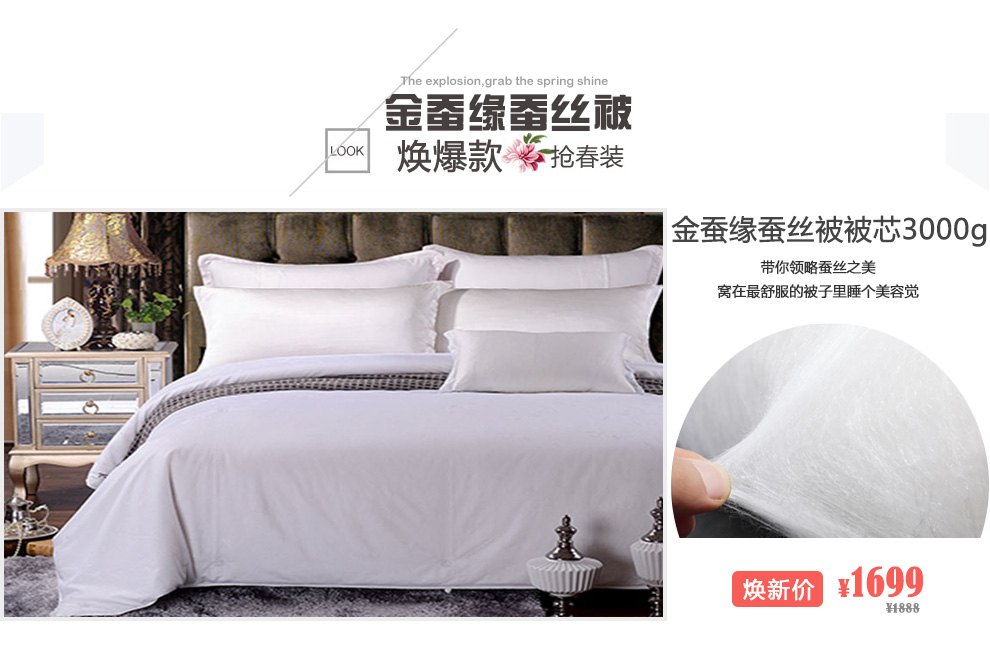 The explosion,grab the spring shine
金蚕缘蚕丝被
LOOK
焕爆款 抢春装
金蚕缘蚕丝被被芯3000g
带你领略蚕丝之美
窝在最舒服的被子里睡个美容觉
焕新价 ¥1699
¥1888